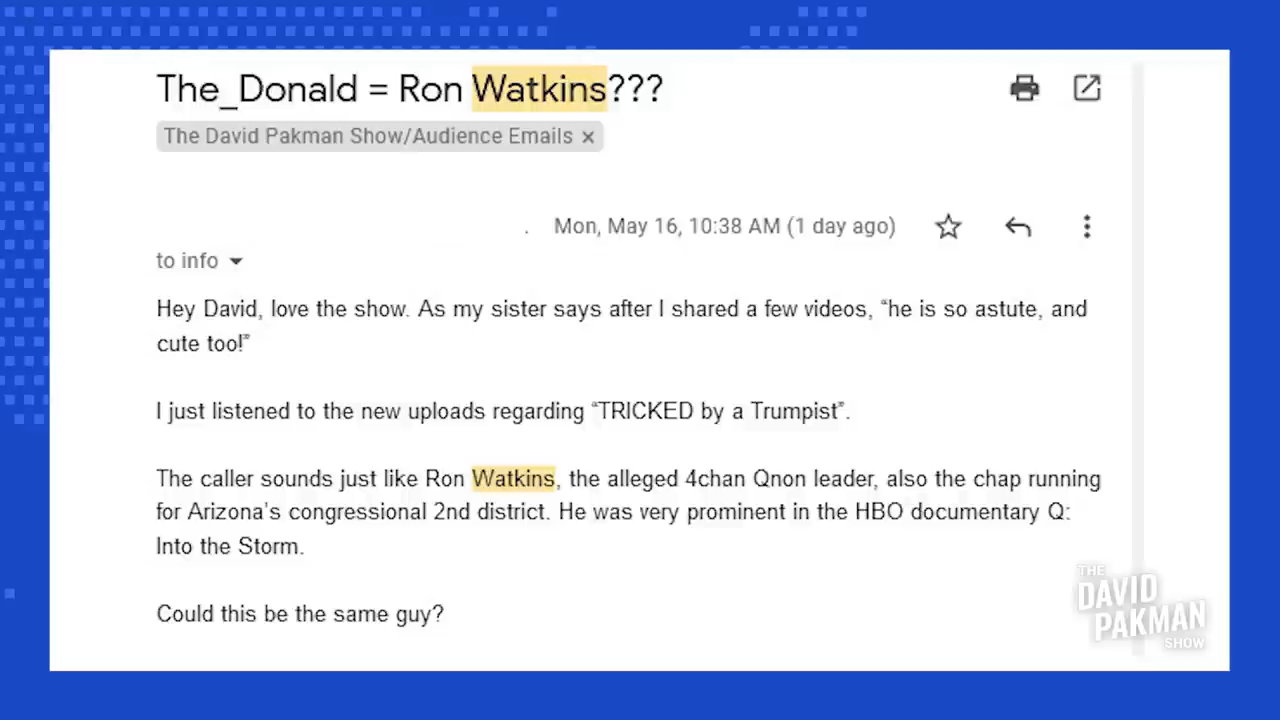 The_Donald = Ron Watkins???
The David Pakman Show/Audience Emails ×
. Mon, May 16, 10:38 AM (1 day ago)
to info
Hey David, love the show. As my sister says after I shared a few videos, “he is so astute, and
cute too!”
I just listened to the new uploads regarding “TRICKED by a Trumpist”.
The caller sounds just like Ron Watkins, the alleged 4chan Qnon leader, also the chap running
for Arizona's congressional 2nd district. He was very prominent in the HBO documentary Q:
Into the Storm.
Could this be the same guy?
THE
DAVID
PAKMAN
SHOW